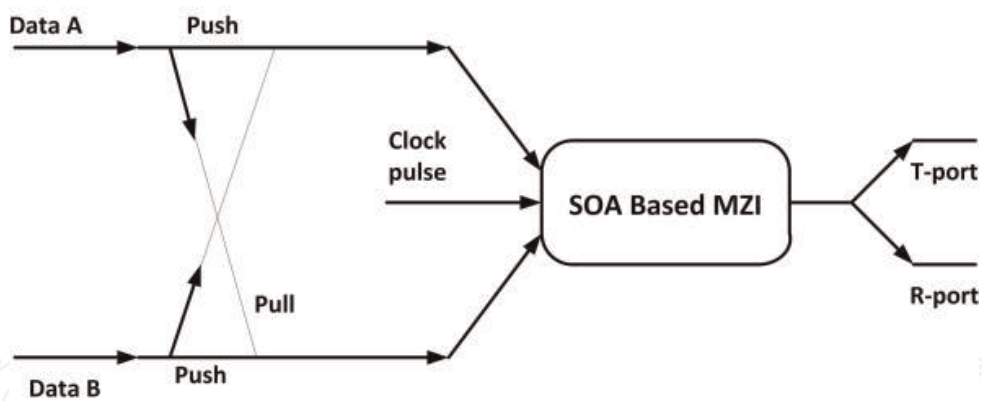 Data A
Push
Clock
pulse
SOA Based MZI
T-port
R-port
Pull
Push
Data B